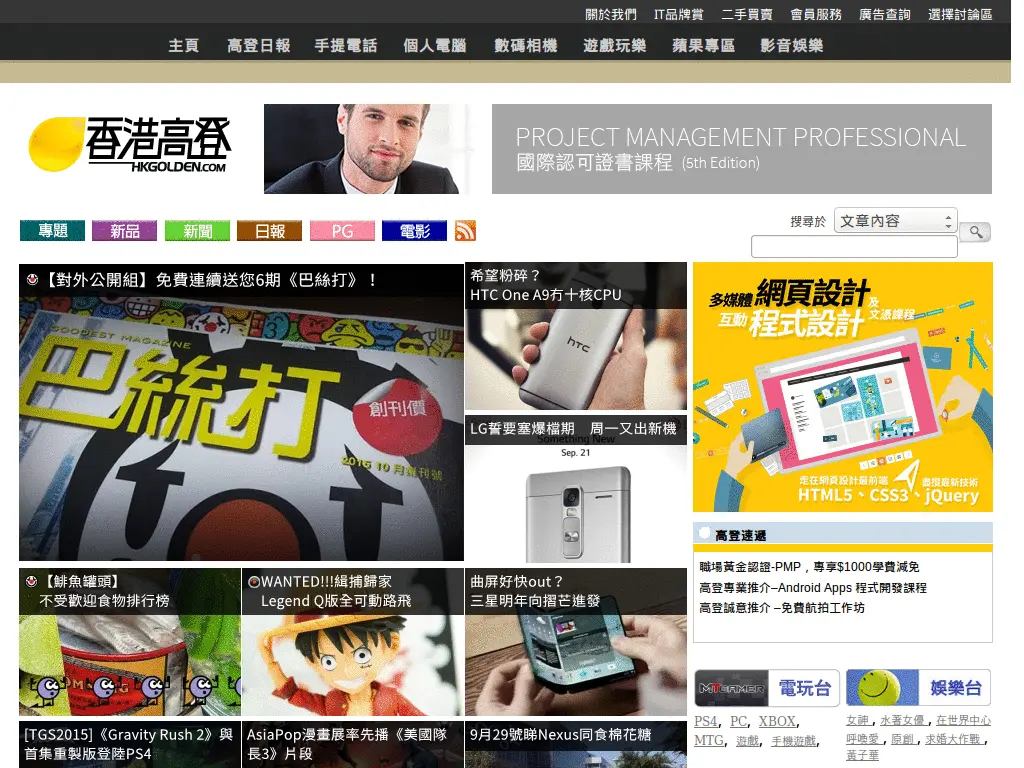 關於我們 IT品牌賞 二手買賣 會員服務 廣告查詢 選擇討論區
主頁 高登日報 手提電話 個人電腦 數碼相機 遊戲玩樂 蘋果專區 影音娛樂
香港高登
HKGOLDEN.COM
PROJECT MANAGEMENT PROFESSIONAL
國際認可證書課程 (5th Edition)
專題 新品 新聞 日報 PG 電影
搜尋於 文章內容
【對外公開組】免費連續送您6期《巴絲打》！
GOODEST MAGAZINE
巴絲打
創刊價
2015 10 月創刊號
希望粉碎？
HTC One A9冇十核CPU
hTC
LG誓要塞爆檔期　周一又出新機
Something New
Sep. 21
多媒體 網頁設計 及
互動 程式設計 文憑課程
走在網頁設計最前端 盡攬最新技術
HTML5、CSS3、jQuery
高登速遞
職場黃金認證-PMP，專享$1000學費減免
高登專業推介–Android Apps 程式開發課程
高登誠意推介 –免費航拍工作坊
【鯡魚罐頭】
不受歡迎食物排行榜
WANTED!!!緝捕歸家
Legend Q版全可動路飛
曲屏好快out？
三星明年向摺芒進發
MTGAMER 電玩台
娛樂台
PS4, PC, XBOX,
MTG, 遊戲, 手機遊戲,
女神, 水著女優, 在世界中心
呼喚愛, 原創, 求婚大作戰,
黃子華
[TGS2015]《Gravity Rush 2》與
首集重製版登陸PS4
AsiaPop漫畫展率先播《美國隊
長3》片段
9月29號睇Nexus同食棉花糖